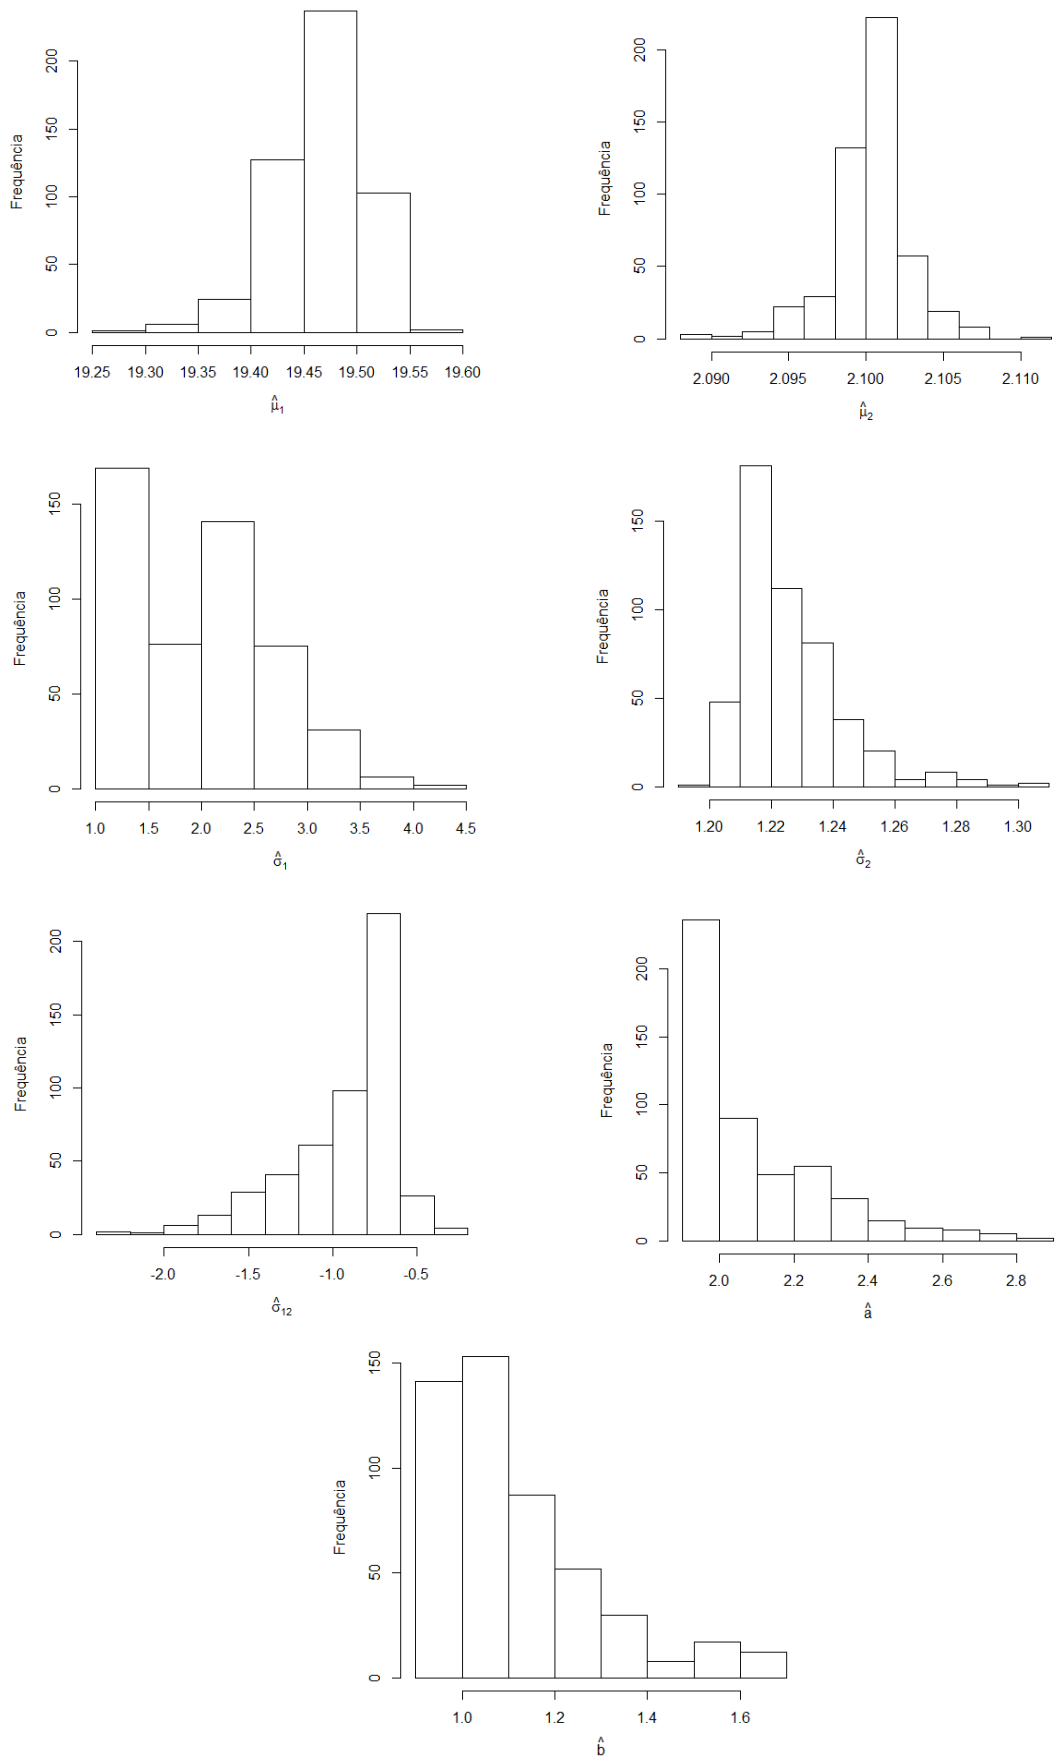 Frequência
0 50 100 150 200
19.25 19.30 19.35 19.40 19.45 19.50 19.55 19.60
μ̂₁
Frequência
0 50 100 150 200
2.090 2.095 2.100 2.105 2.110
μ̂₂
Frequência
0 50 100 150
1.0 1.5 2.0 2.5 3.0 3.5 4.0 4.5
σ̂₁
Frequência
0 50 100 150
1.20 1.22 1.24 1.26 1.28 1.30
σ̂₂
Frequência
0 50 100 150 200
-2.0 -1.5 -1.0 -0.5
σ̂₁₂
Frequência
0 50 100 150 200
2.0 2.2 2.4 2.6 2.8
â
Frequência
0 50 100 150
1.0 1.2 1.4 1.6
b̂